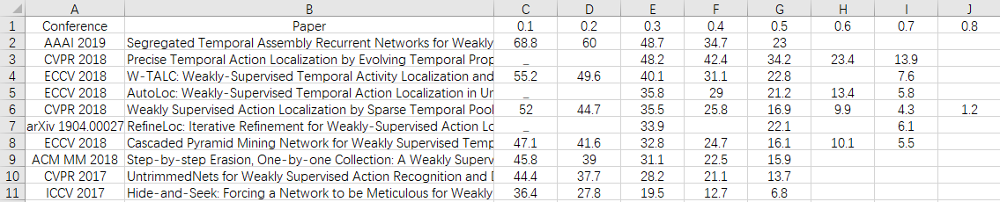 A B C D E F G H I J
1 Conference Paper 0.1 0.2 0.3 0.4 0.5 0.6 0.7 0.8
2 AAAI 2019 Segregated Temporal Assembly Recurrent Networks for Weakly 68.8 60 48.7 34.7 23
3 CVPR 2018 Precise Temporal Action Localization by Evolving Temporal Prop _ 48.2 42.4 34.2 23.4 13.9
4 ECCV 2018 W-TALC: Weakly-Supervised Temporal Activity Localization and 55.2 49.6 40.1 31.1 22.8 7.6
5 ECCV 2018 AutoLoc: Weakly-Supervised Temporal Action Localization in Un _ 35.8 29 21.2 13.4 5.8
6 CVPR 2018 Weakly Supervised Action Localization by Sparse Temporal Pool 52 44.7 35.5 25.8 16.9 9.9 4.3 1.2
7 arXiv 1904.00027 RefineLoc: Iterative Refinement for Weakly-Supervised Action Lo _ 33.9 22.1 6.1
8 ECCV 2018 Cascaded Pyramid Mining Network for Weakly Supervised Temp 47.1 41.6 32.8 24.7 16.1 10.1 5.5
9 ACM MM 2018 Step-by-step Erasion, One-by-one Collection: A Weakly Superv 45.8 39 31.1 22.5 15.9
10 CVPR 2017 UntrimmedNets for Weakly Supervised Action Recognition and 44.4 37.7 28.2 21.1 13.7
11 ICCV 2017 Hide-and-Seek: Forcing a Network to be Meticulous for Weakly 36.4 27.8 19.5 12.7 6.8